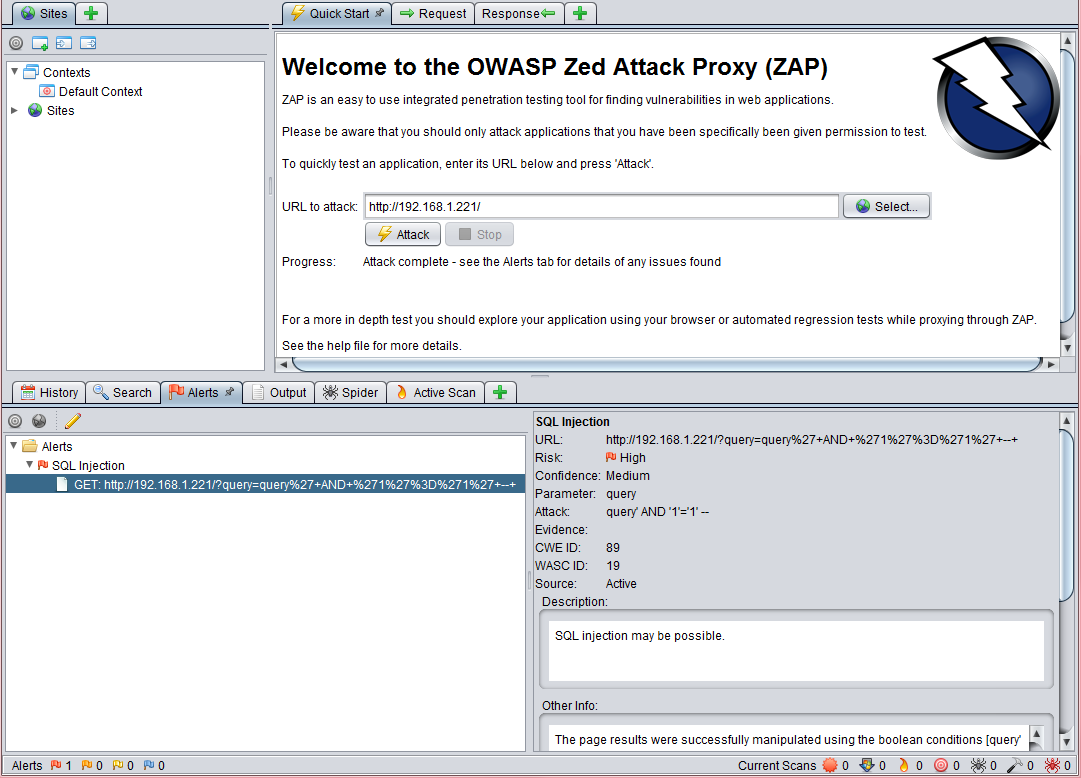 Sites
Quick Start Request Response
Contexts
Default Context
Sites
Welcome to the OWASP Zed Attack Proxy (ZAP)
ZAP is an easy to use integrated penetration testing tool for finding vulnerabilities in web applications.
Please be aware that you should only attack applications that you have been specifically been given permission to test.
To quickly test an application, enter its URL below and press 'Attack'.
URL to attack: http://192.168.1.221/ Select...
Attack Stop
Progress: Attack complete - see the Alerts tab for details of any issues found
For a more in depth test you should explore your application using your browser or automated regression tests while proxying through ZAP.
See the help file for more details.
History Search Alerts Output Spider Active Scan
Alerts
SQL Injection
GET: http://192.168.1.221/?query=query%27+AND+%271%27%3D%271%27+--+
SQL Injection
URL: http://192.168.1.221/?query=query%27+AND+%271%27%3D%271%27+--+
Risk: High
Confidence: Medium
Parameter: query
Attack: query' AND '1'='1' --
Evidence:
CWE ID: 89
WASC ID: 19
Source: Active
Description:
SQL injection may be possible.
Other Info:
The page results were successfully manipulated using the boolean conditions [query'
Alerts 1 0 0 0
Current Scans 0 0 0 0 0 0 0